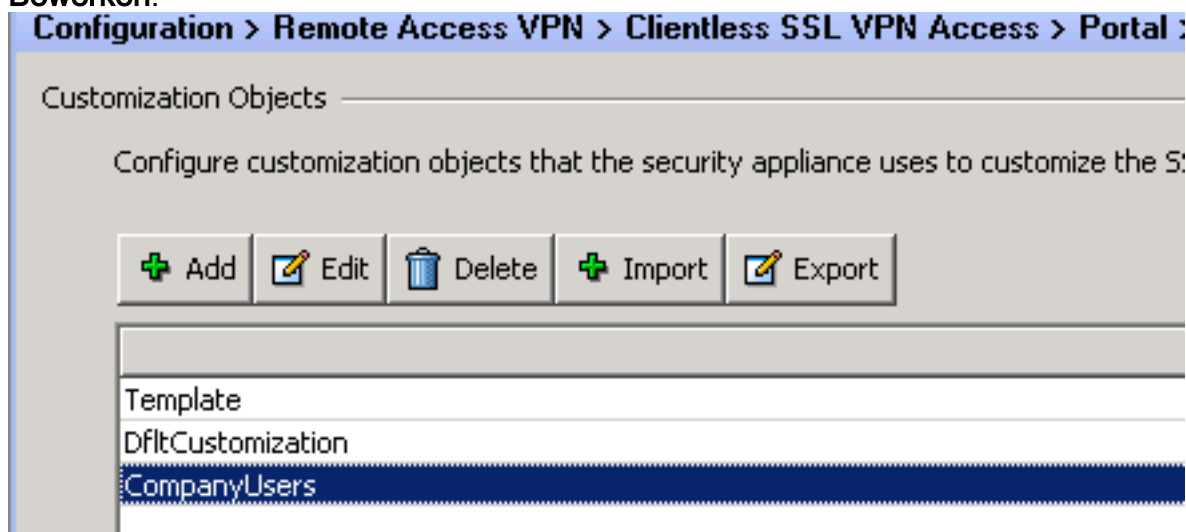 Bewerken.
Configuration > Remote Access VPN > Clientless SSL VPN Access > Portal >
Customization Objects
Configure customization objects that the security appliance uses to customize the S
Add Edit Delete Import Export
Template
DfltCustomization
CompanyUsers